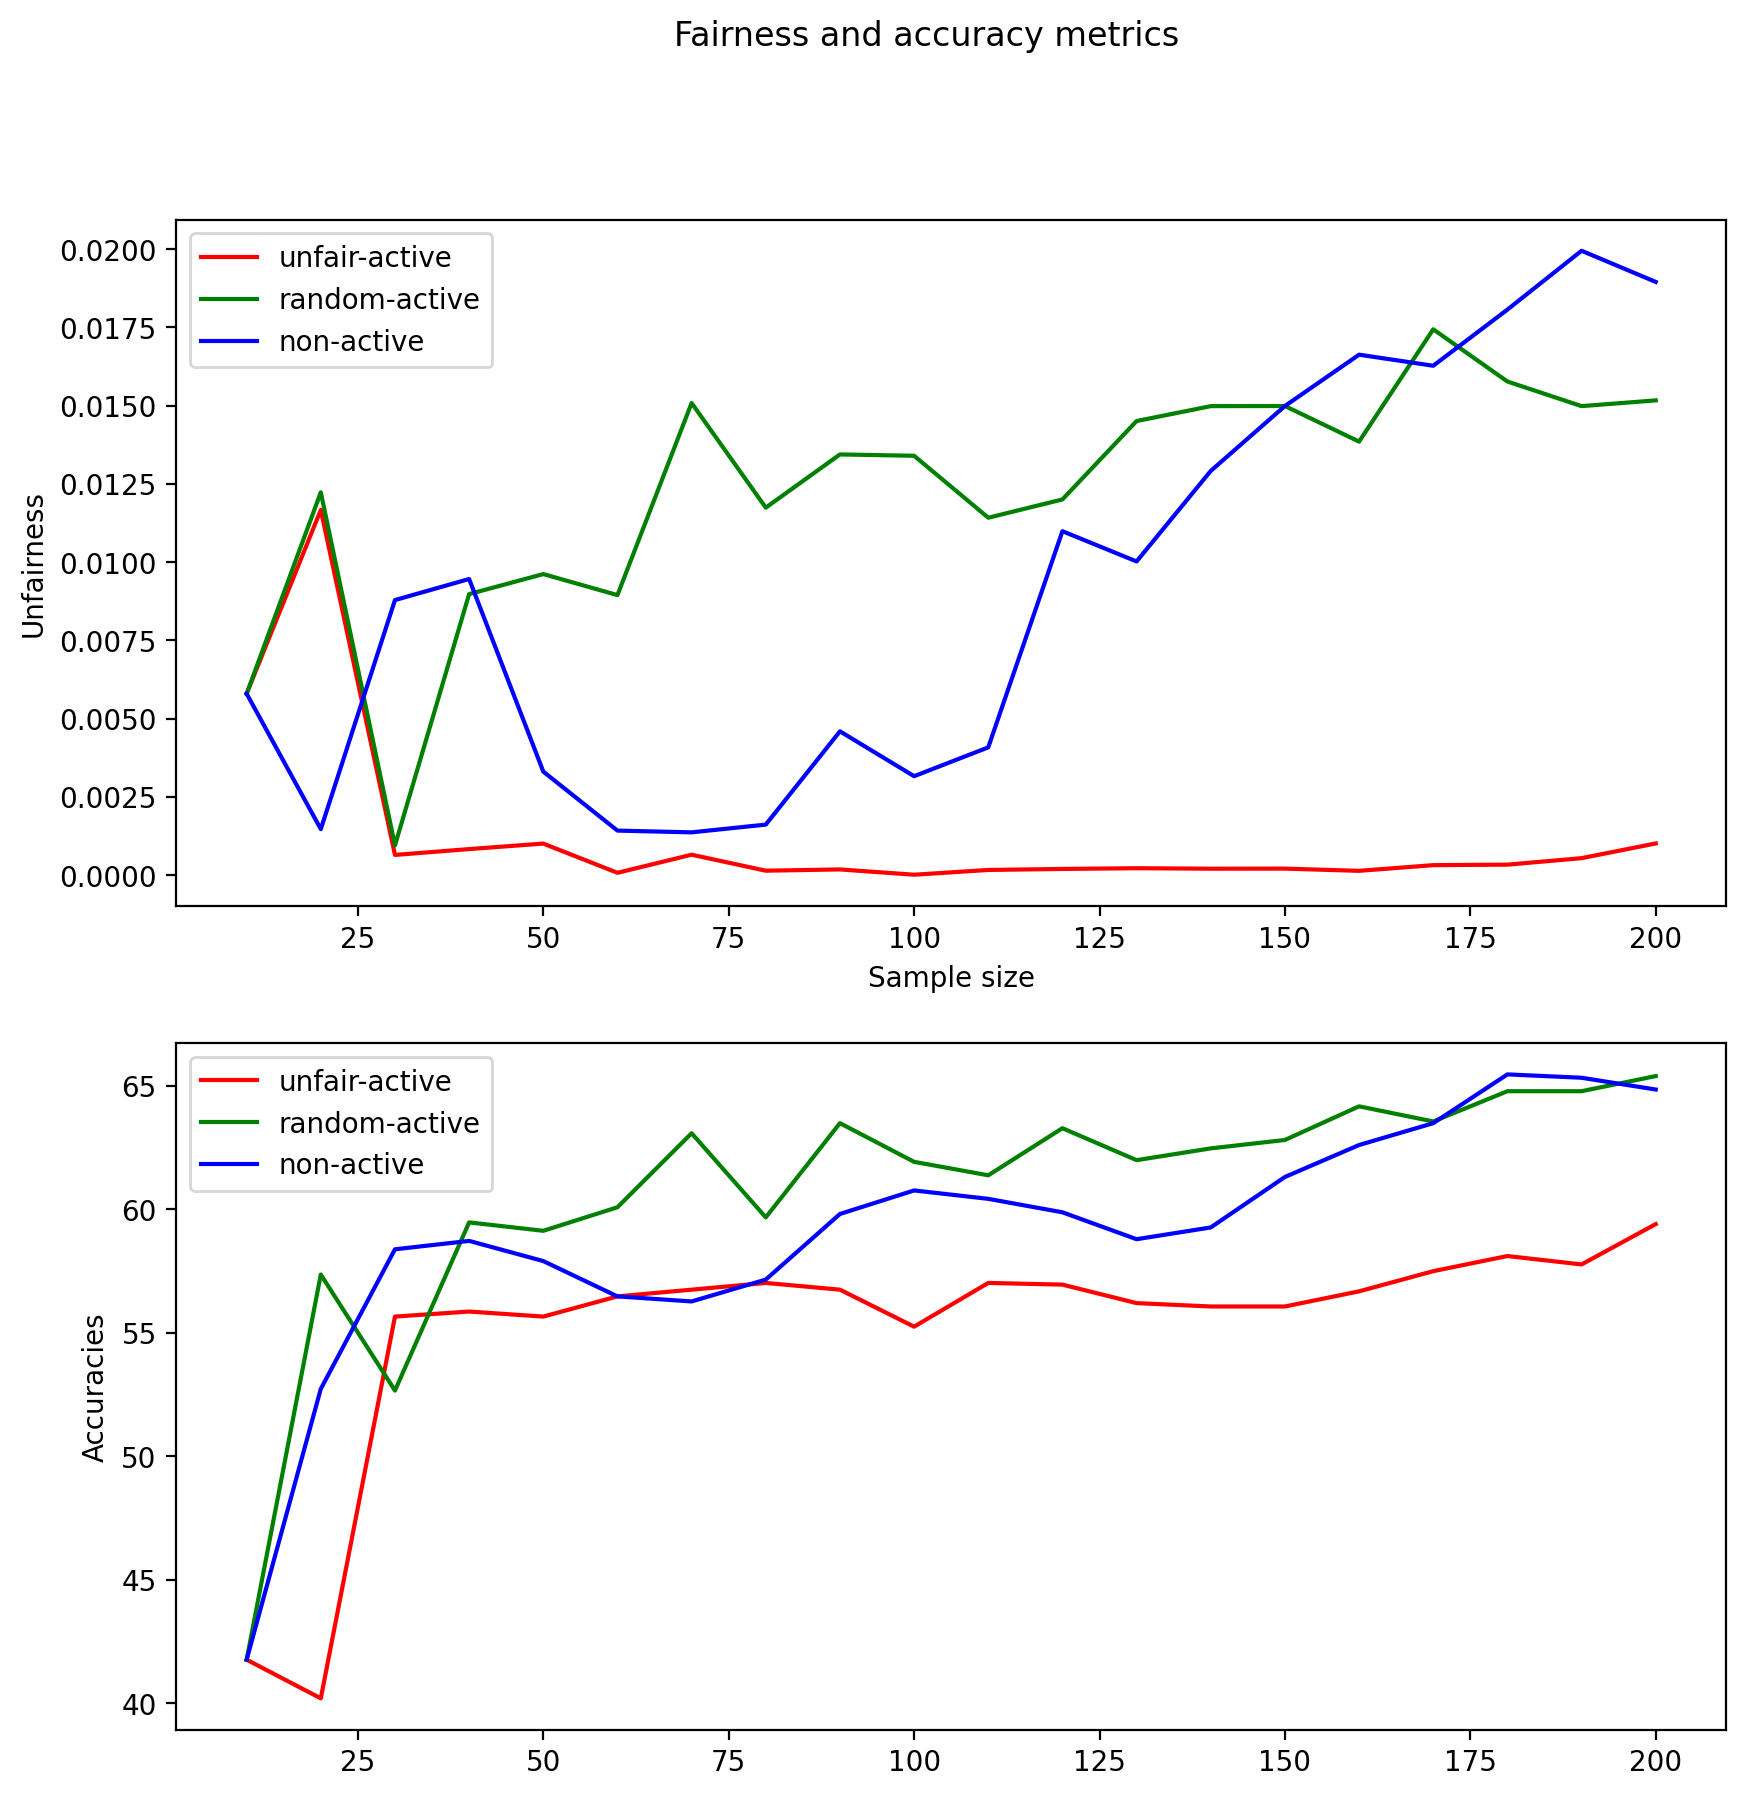 Fairness and accuracy metrics
unfair-active
random-active
non-active
0.0200
0.0175
0.0150
0.0125
0.0100
0.0075
0.0050
0.0025
0.0000
Unfairness
25 50 75 100 125 150 175 200
Sample size
unfair-active
random-active
non-active
65
60
55
50
45
40
Accuracies
25 50 75 100 125 150 175 200